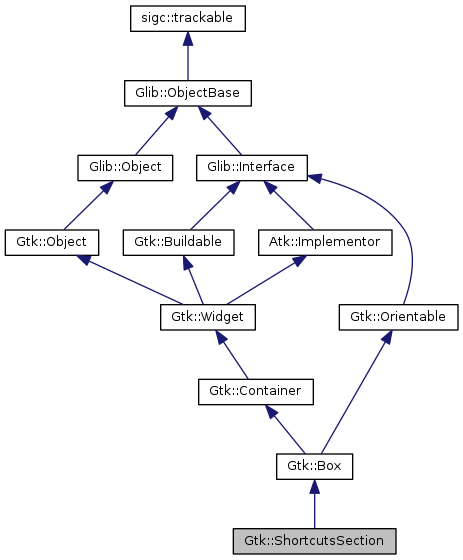 sigc::trackable
Glib::ObjectBase
Glib::Object
Glib::Interface
Gtk::Object
Gtk::Buildable
Atk::Implementor
Gtk::Widget
Gtk::Orientable
Gtk::Container
Gtk::Box
Gtk::ShortcutsSection